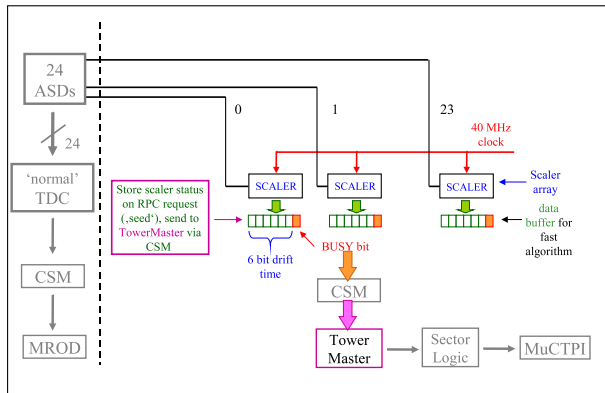 24
ASDs
24
'normal'
TDC
CSM
MROD
0
1
23
40 MHz
clock
SCALER
SCALER
SCALER
Scaler
array
Store scaler status
on RPC request
(‚seed‘), send to
TowerMaster via
CSM
6 bit drift
time
BUSY bit
data
buffer for
fast
algorithm
CSM
Tower
Master
Sector
Logic
MuCTPI